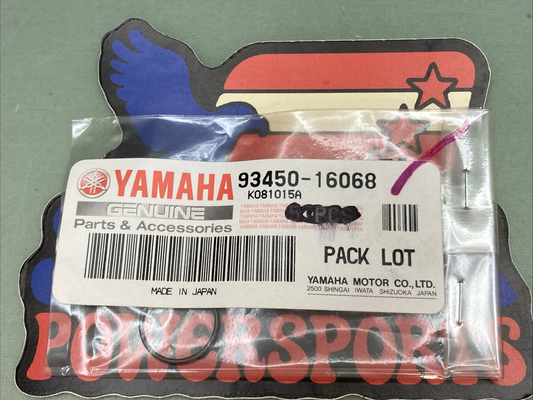 YAMAHA 93450-16068
K081015A
GENUINE
Parts & Accessories
PACK LOT
MADE IN JAPAN
YAMAHA MOTOR CO., LTD.
2500 SHINGAI IWATA SHIZUOKA JAPAN
POWERSPORTS